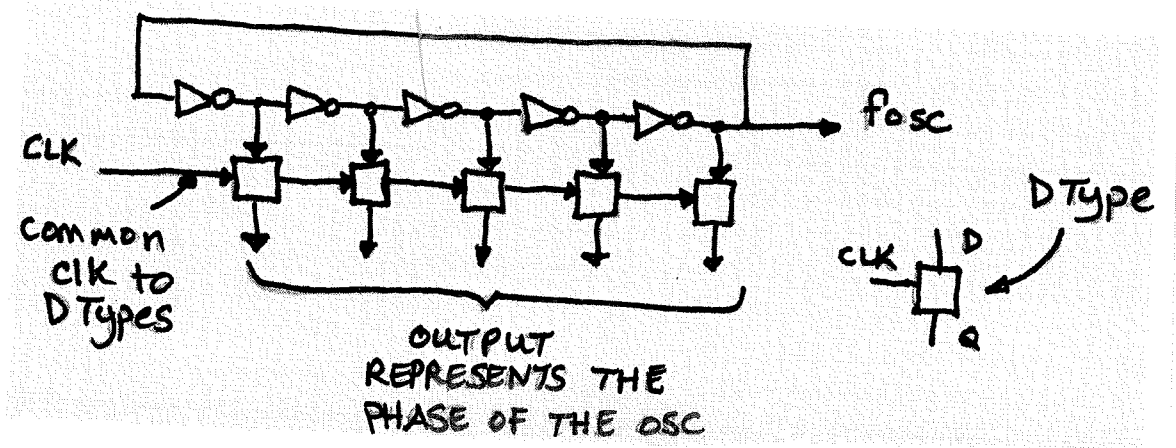 fosc
CLK
Common
ClK to
D Types
OUTPUT
REPRESENTS THE
PHASE OF THE OSC
D Type
CLK
D
Q